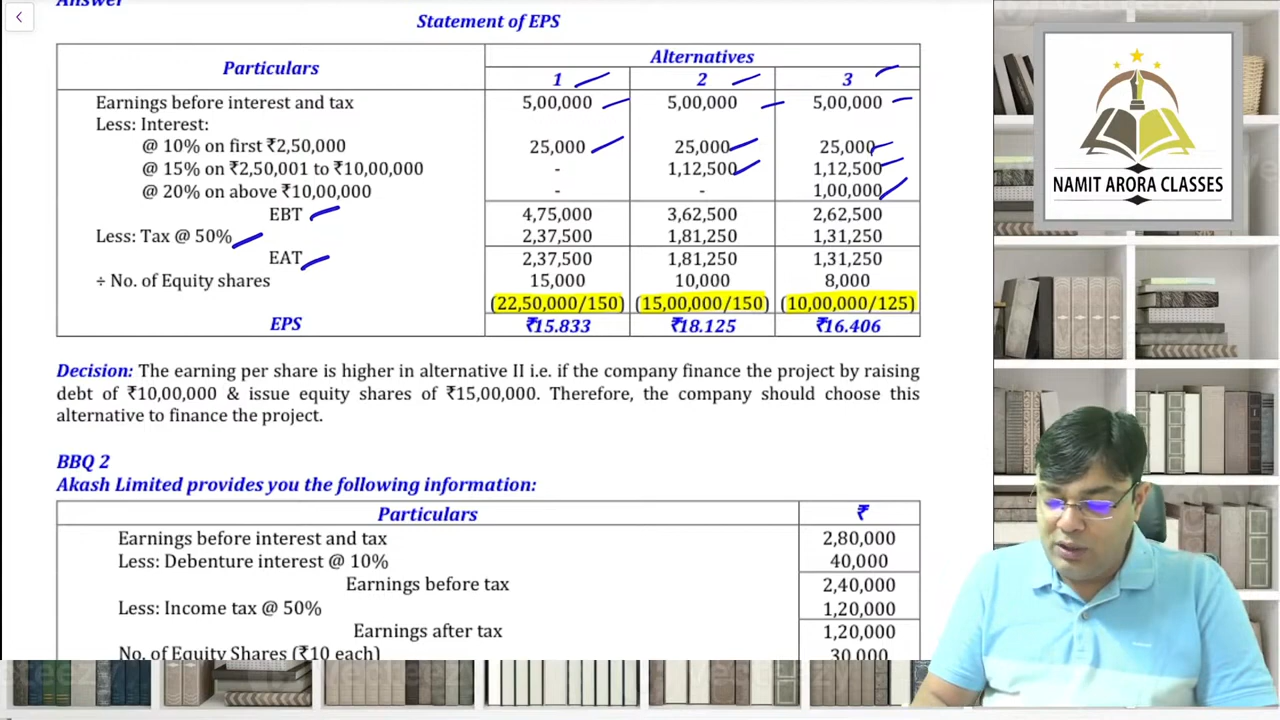 Answer
Statement of EPS
Particulars Alternatives
1 2 3
Earnings before interest and tax 5,00,000 5,00,000 5,00,000
Less: Interest:
@ 10% on first ₹2,50,000 25,000 25,000 25,000
@ 15% on ₹2,50,001 to ₹10,00,000 - 1,12,500 1,12,500
@ 20% on above ₹10,00,000 - - 1,00,000
EBT 4,75,000 3,62,500 2,62,500
Less: Tax @ 50% 2,37,500 1,81,250 1,31,250
EAT 2,37,500 1,81,250 1,31,250
÷ No. of Equity shares 15,000 10,000 8,000
(22,50,000/150) (15,00,000/150) (10,00,000/125)
EPS ₹15.833 ₹18.125 ₹16.406
Decision: The earning per share is higher in alternative II i.e. if the company finance the project by raising
debt of ₹10,00,000 & issue equity shares of ₹15,00,000. Therefore, the company should choose this
alternative to finance the project.
BBQ 2
Akash Limited provides you the following information:
Particulars ₹
Earnings before interest and tax 2,80,000
Less: Debenture interest @ 10% 40,000
Earnings before tax 2,40,000
Less: Income tax @ 50% 1,20,000
Earnings after tax 1,20,000
No. of Equity Shares (₹10 each) 30,000
NAMIT ARORA CLASSES